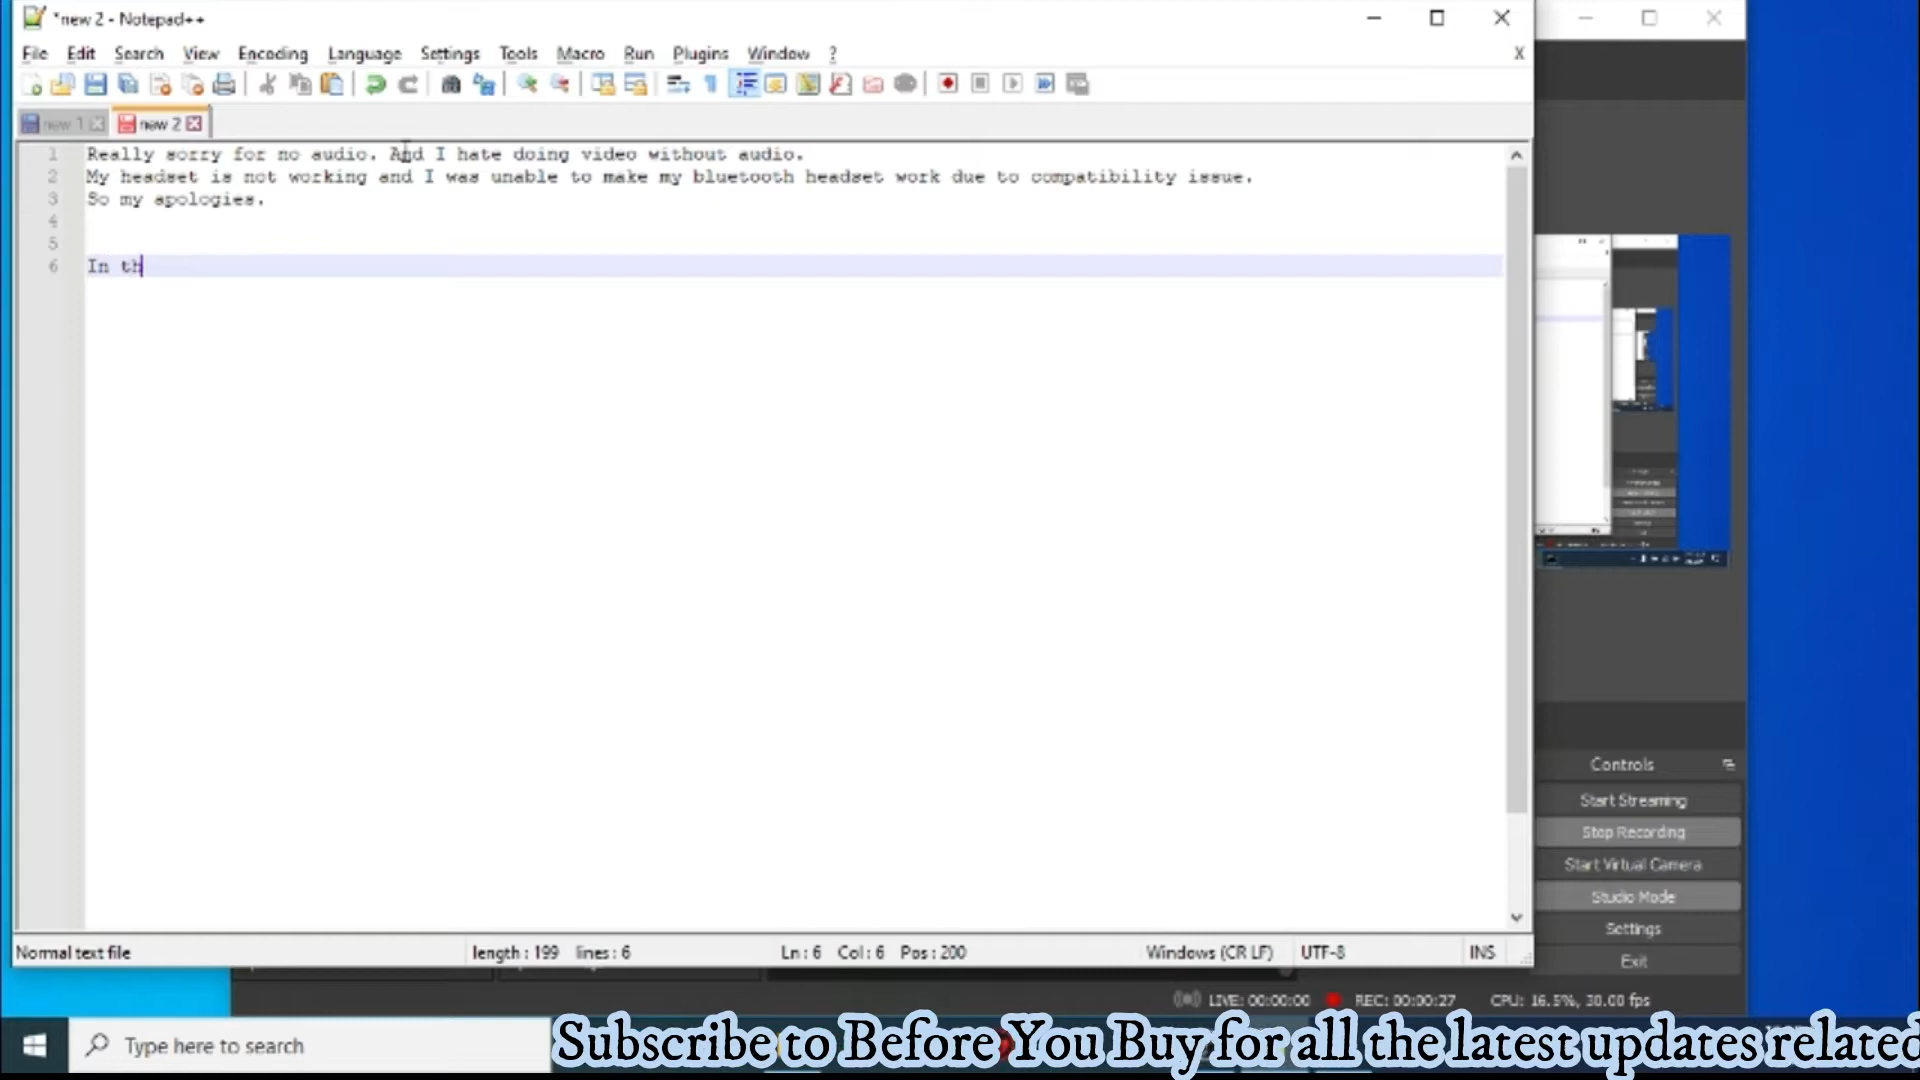 *new 2 - Notepad++
File Edit Search View Encoding Language Settings Tools Macro Run Plugins Window ? X
new 1 new 2
1 Really sorry for no audio. And I hate doing video without audio.
2 My headset is not working and I was unable to make my bluetooth headset work due to compatibility issue.
3 So my apologies.
4
5
6 In th
Controls
Start Streaming
Stop Recording
Start Virtual Camera
Studio Mode
Settings
Exit
Normal text file length : 199 lines : 6 Ln : 6 Col : 6 Pos : 200 Windows (CR LF) UTF-8 INS
LIVE: 00:00:00 REC: 00:00:27 CPU: 16.5%, 30.00 fps
Type here to search
Subscribe to Before You Buy for all the latest updates related